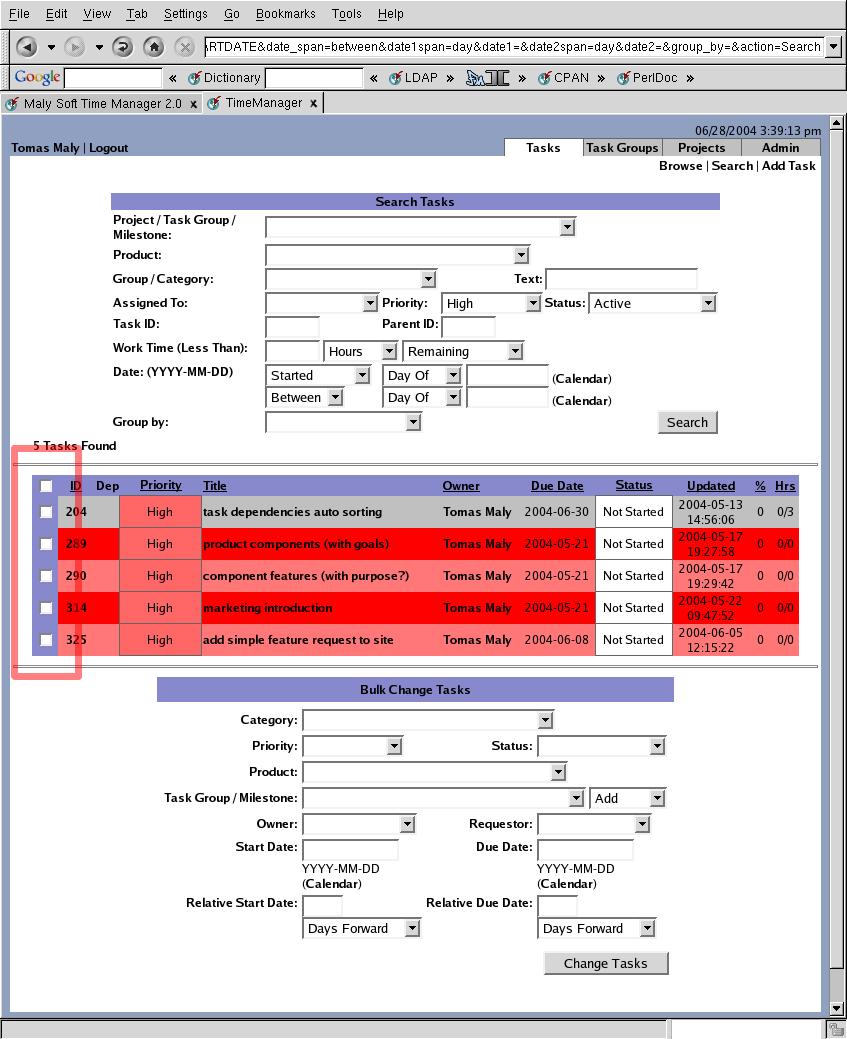 File Edit View Tab Settings Go Bookmarks Tools Help
\RTDATE&date_span=between&date1span=day&date1=&date2span=day&date2=&group_by=&action=Search
Google « Dictionary « LDAP » » CPAN » PerlDoc »
Maly Soft Time Manager 2.0 x TimeManager x
06/28/2004 3:39:13 pm
Tomas Maly | Logout Tasks Task Groups Projects Admin
Browse | Search | Add Task
Search Tasks
Project / Task Group /
Milestone:
Product:
Group / Category: Text:
Assigned To: Priority: High Status: Active
Task ID: Parent ID:
Work Time (Less Than): Hours Remaining
Date: (YYYY-MM-DD) Started Day Of (Calendar)
Between Day Of (Calendar)
Group by: Search
5 Tasks Found
ID Dep Priority Title Owner Due Date Status Updated % Hrs
204 High task dependencies auto sorting Tomas Maly 2004-06-30 Not Started 2004-05-13 14:56:06 0 0/3
289 High product components (with goals) Tomas Maly 2004-05-21 Not Started 2004-05-17 19:27:58 0 0/0
290 High component features (with purpose?) Tomas Maly 2004-05-21 Not Started 2004-05-17 19:29:42 0 0/0
314 High marketing introduction Tomas Maly 2004-05-21 Not Started 2004-05-22 09:47:52 0 0/0
325 High add simple feature request to site Tomas Maly 2004-06-08 Not Started 2004-06-05 12:15:22 0 0/0
Bulk Change Tasks
Category:
Priority: Status:
Product:
Task Group / Milestone: Add
Owner: Requestor:
Start Date: Due Date:
YYYY-MM-DD YYYY-MM-DD
(Calendar) (Calendar)
Relative Start Date: Relative Due Date:
Days Forward Days Forward
Change Tasks